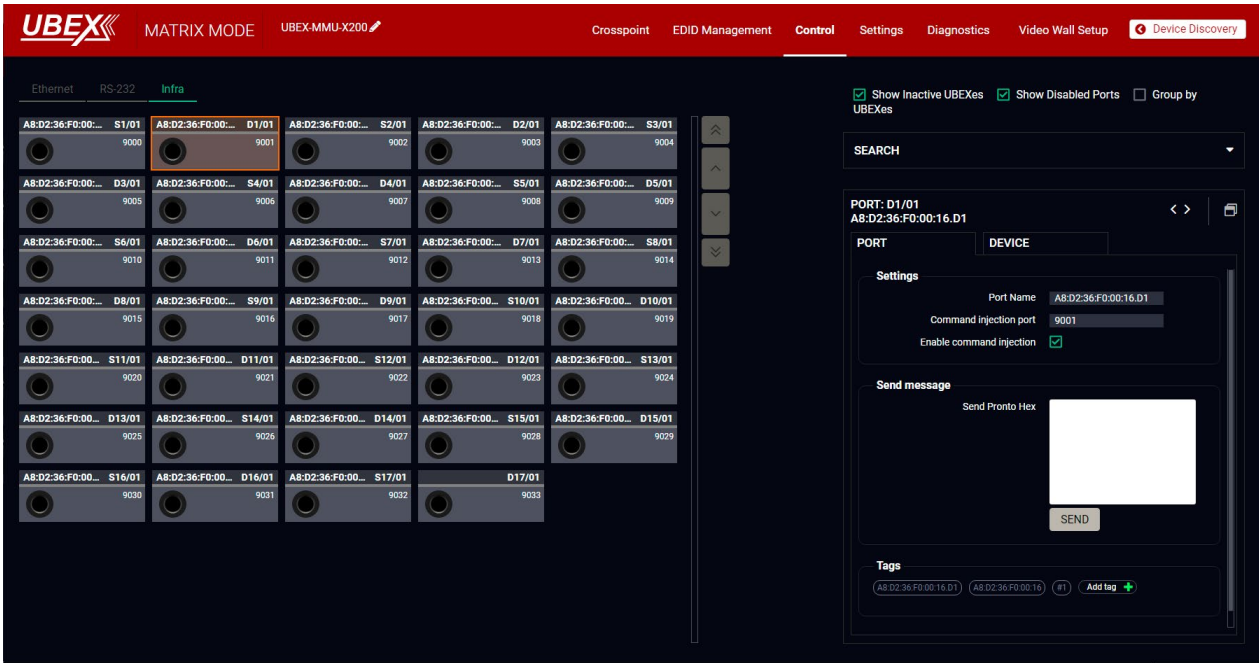 UBEX MATRIX MODE UBEX-MMU-X200 Crosspoint EDID Management Control Settings Diagnostics Video Wall Setup Device Discovery
Ethernet RS-232 Infra
Show Inactive UBEXes Show Disabled Ports Group by
UBEXes
A8:D2:36:F0:00:... S1/01 A8:D2:36:F0:00:... D1/01 A8:D2:36:F0:00:... S2/01 A8:D2:36:F0:00:... D2/01 A8:D2:36:F0:00:... S3/01
9000 9001 9002 9003 9004
A8:D2:36:F0:00:... D3/01 A8:D2:36:F0:00:... S4/01 A8:D2:36:F0:00:... D4/01 A8:D2:36:F0:00:... S5/01 A8:D2:36:F0:00:... D5/01
9005 9006 9007 9008 9009
A8:D2:36:F0:00:... S6/01 A8:D2:36:F0:00:... D6/01 A8:D2:36:F0:00:... S7/01 A8:D2:36:F0:00:... D7/01 A8:D2:36:F0:00:... S8/01
9010 9011 9012 9013 9014
A8:D2:36:F0:00:... D8/01 A8:D2:36:F0:00:... S9/01 A8:D2:36:F0:00:... D9/01 A8:D2:36:F0:00... S10/01 A8:D2:36:F0:00... D10/01
9015 9016 9017 9018 9019
A8:D2:36:F0:00... S11/01 A8:D2:36:F0:00... D11/01 A8:D2:36:F0:00... S12/01 A8:D2:36:F0:00... D12/01 A8:D2:36:F0:00... S13/01
9020 9021 9022 9023 9024
A8:D2:36:F0:00... D13/01 A8:D2:36:F0:00... S14/01 A8:D2:36:F0:00... D14/01 A8:D2:36:F0:00... S15/01 A8:D2:36:F0:00... D15/01
9025 9026 9027 9028 9029
A8:D2:36:F0:00... S16/01 A8:D2:36:F0:00... D16/01 A8:D2:36:F0:00... S17/01 D17/01
9030 9031 9032 9033
SEARCH
PORT: D1/01
A8:D2:36:F0:00:16.D1
PORT DEVICE
Settings
Port Name A8:D2:36:F0:00:16.D1
Command injection port 9001
Enable command injection
Send message
Send Pronto Hex
SEND
Tags
A8:D2:36:F0:00:16.D1 A8:D2:36:F0:00:16 #1 Add tag